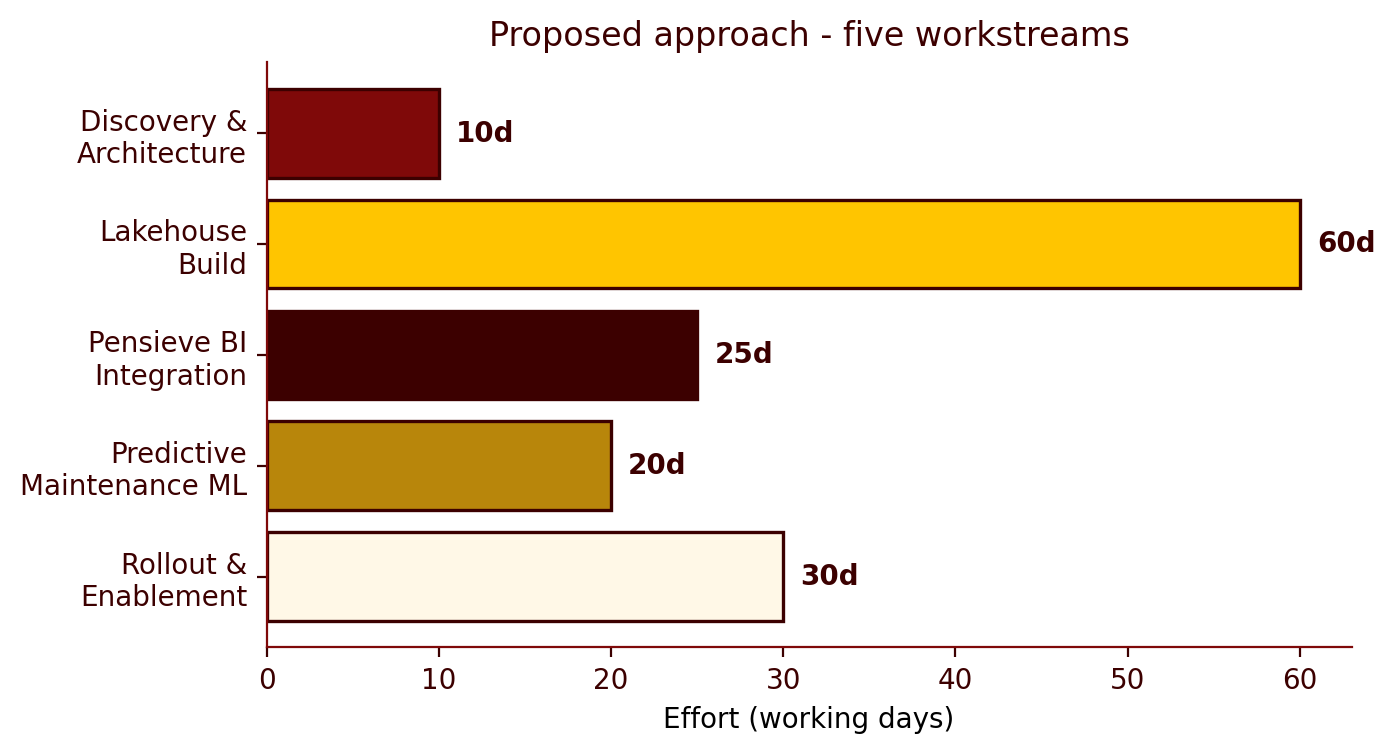 Proposed approach - five workstreams
Discovery &
Architecture
10d
Lakehouse
Build
60d
Pensieve BI
Integration
25d
Predictive
Maintenance ML
20d
Rollout &
Enablement
30d
0 10 20 30 40 50 60
Effort (working days)